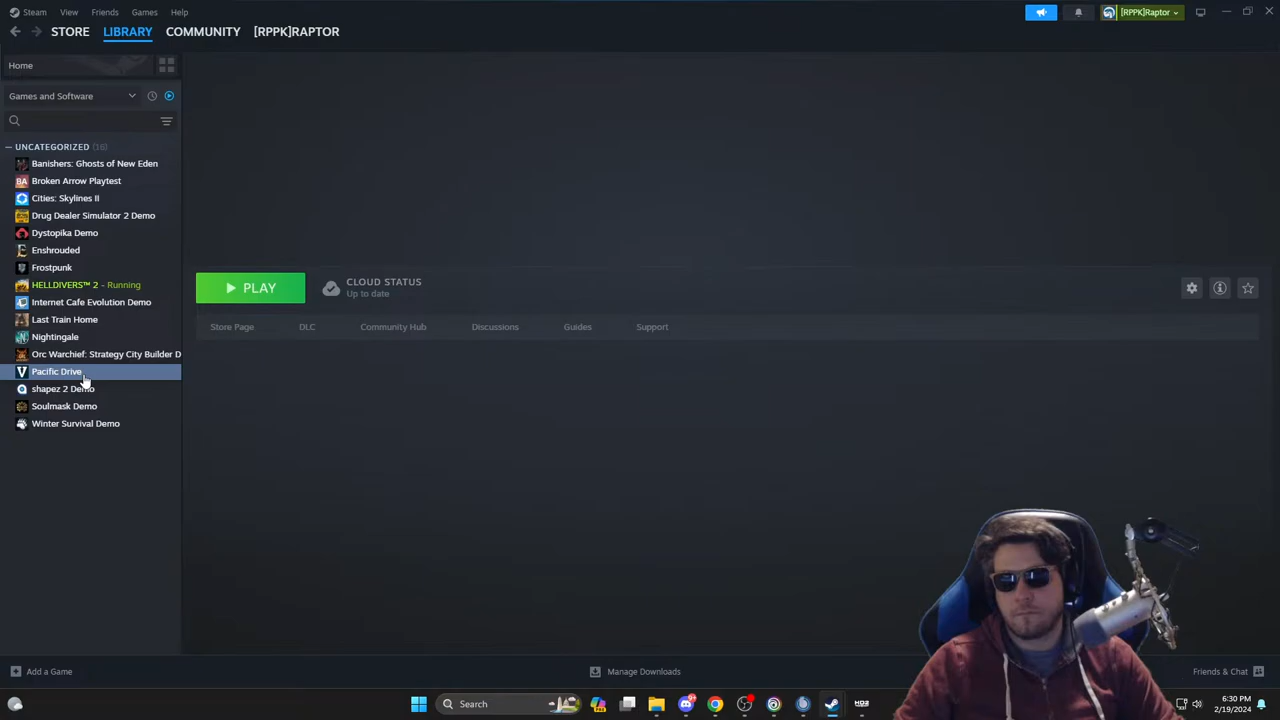 Steam View Friends Games Help
[RPPK]Raptor
STORE LIBRARY COMMUNITY [RPPK]RAPTOR
Home
Games and Software
UNCATEGORIZED (16)
Banishers: Ghosts of New Eden
BA Broken Arrow Playtest
Cities: Skylines II
Drug Dealer Simulator 2 Demo
Dystopika Demo
Enshrouded
Frostpunk
HELLDIVERS™ 2 - Running
Internet Cafe Evolution Demo
Last Train Home
Nightingale
Orc Warchief: Strategy City Builder D
Pacific Drive
shapez 2 Demo
Soulmask Demo
Winter Survival Demo
PLAY
CLOUD STATUS
Up to date
Store Page DLC Community Hub Discussions Guides Support
Add a Game
Manage Downloads
Friends & Chat
Search
6:30 PM
2/19/2024